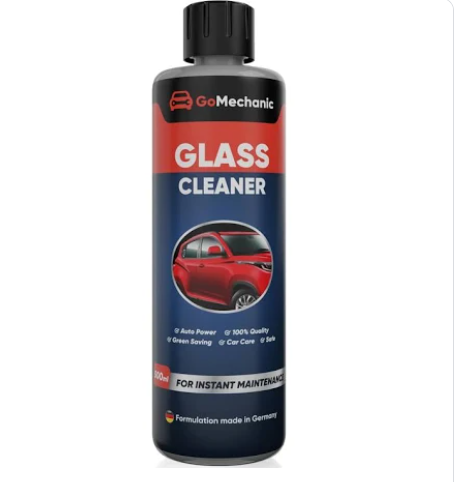 GoMechanic
GLASS
CLEANER
Auto Power 100% Quality
Green Saving Car Care Safe
500ml FOR INSTANT MAINTENANCE
Formulation made in Germany